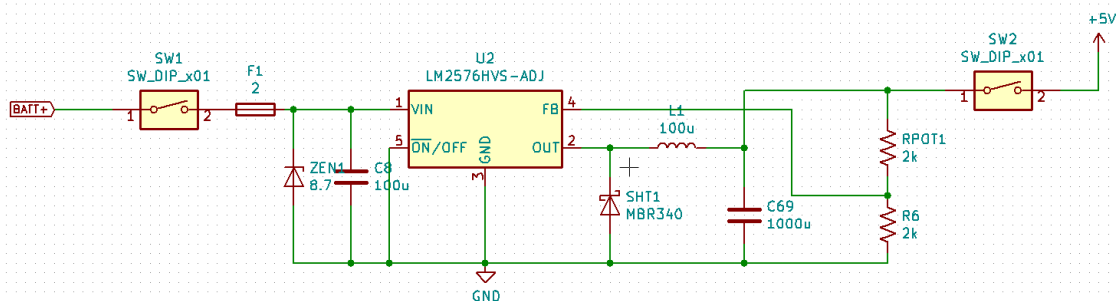 +5V
SW2
SW_DIP_x01
1
2
SW1
SW_DIP_x01
1
2
BATT+
F1
2
U2
LM2576HVS-ADJ
1
VIN
FB
4
5
ON/OFF
GND
3
OUT
2
L1
100u
ZEN1
8.7
C8
100u
SHT1
MBR340
C69
1000u
RPOT1
2k
R6
2k
GND